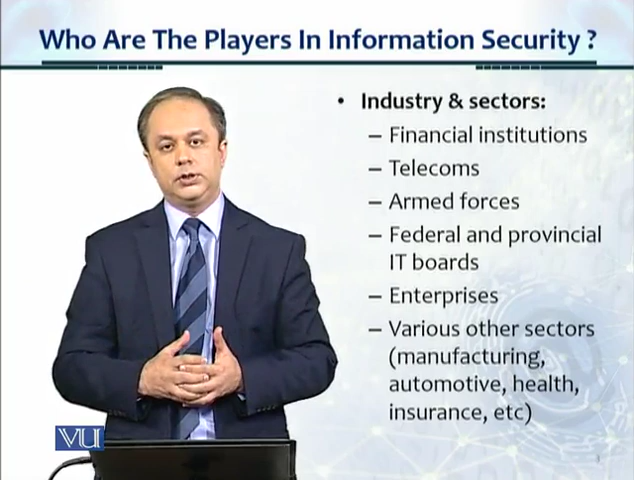 Who Are The Players In Information Security ?
• Industry & sectors:
– Financial institutions
– Telecoms
– Armed forces
– Federal and provincial
IT boards
– Enterprises
– Various other sectors
(manufacturing,
automotive, health,
insurance, etc)
VU